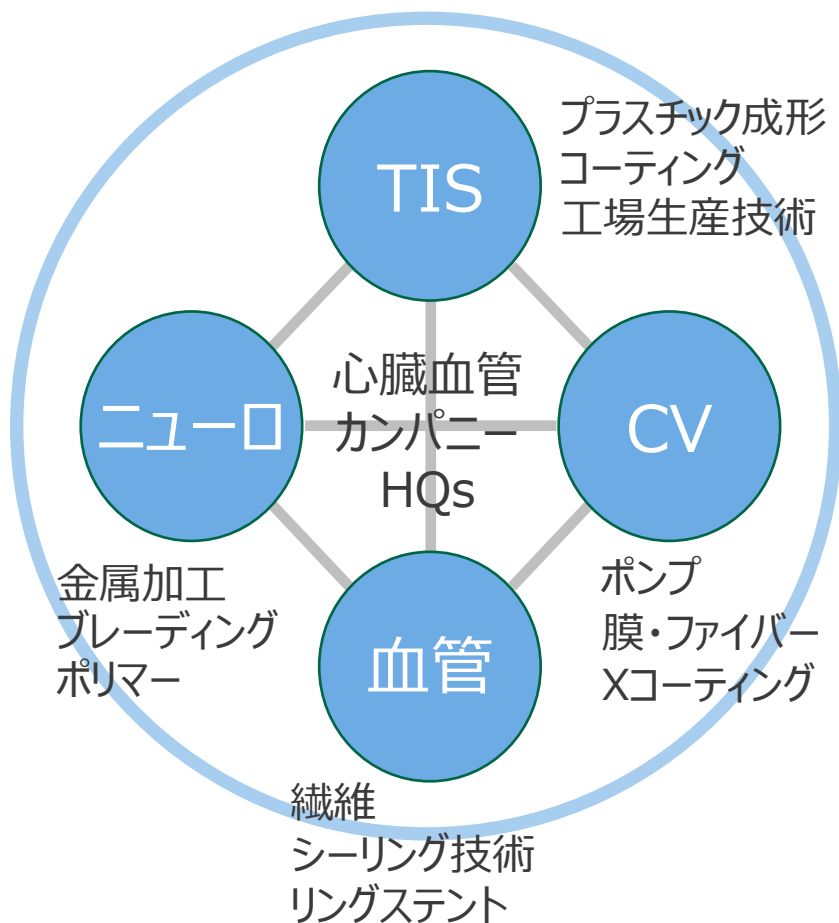 TIS
プラスチック成形
コーティング
工場生産技術
心臓血管
カンパニー
HQs
ニューロ
CV
金属加工
ブレーディング
ポリマー
ポンプ
膜・ファイバー
Xコーティング
血管
繊維
シーリング技術
リングステント